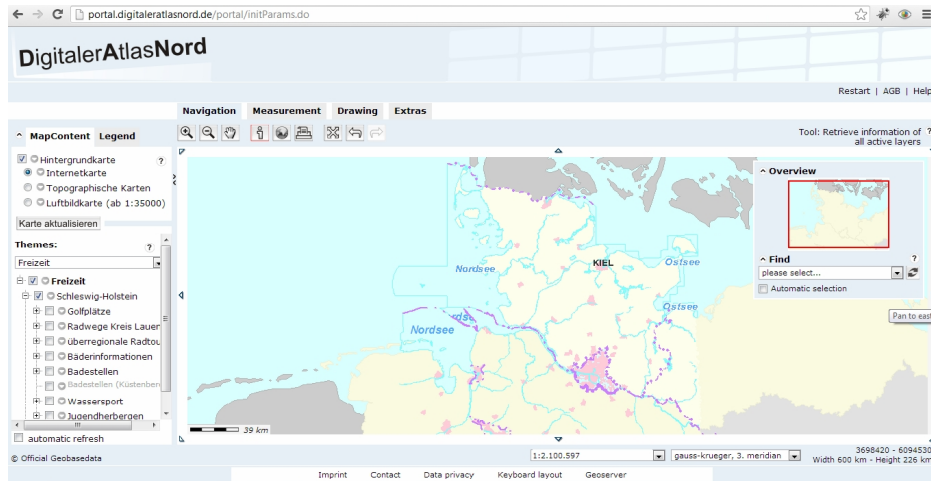 portal.digitaleratlasnord.de/portal/initParams.do
DigitalerAtlasNord
Restart | AGB | Help
Navigation Measurement Drawing Extras
MapContent Legend
Tool: Retrieve information of ?
all active layers
Hintergrundkarte ?
Internetkarte
Topographische Karten
Luftbildkarte (ab 1:35000)
Karte aktualisieren
Themes: ?
Freizeit
Freizeit
Schleswig-Holstein
Golfplätze
Radwege Kreis Lauer
überregionale Radtou
Bäderinformationen
Badestellen
Badestellen (Küstenber
Wassersport
Jugendherbergen
automatic refresh
Overview
Find ?
please select...
Automatic selection
Pan to east
Nordsee
KIEL
Ostsee
Ostsee
Nordsee
39 km
© Official Geobasedata
1:2.100.597
gauss-krueger, 3. meridian
3698420 - 6094530
Width 600 km - Height 226 km
Imprint Contact Data privacy Keyboard layout Geoserver